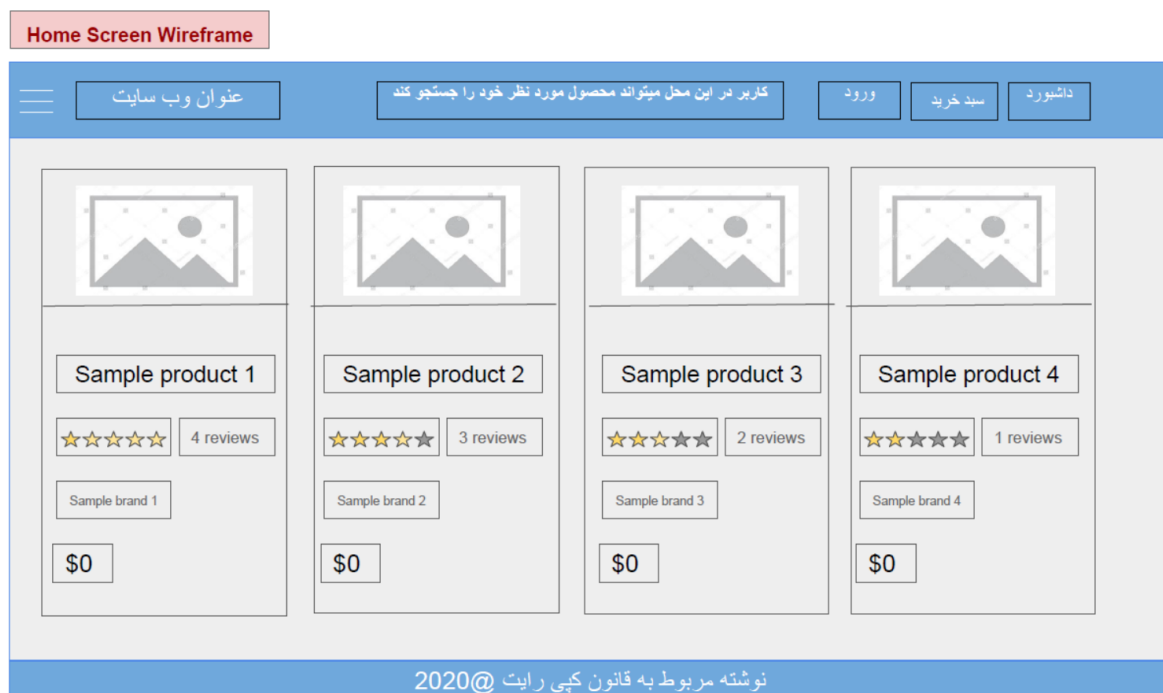 Home Screen Wireframe
عنوان وب سایت
کاربر در این محل میتواند محصول مورد نظر خود را جستجو کند
ورود
سبد خرید
داشبورد
Sample product 1
Sample product 2
Sample product 3
Sample product 4
4 reviews
3 reviews
2 reviews
1 reviews
Sample brand 1
Sample brand 2
Sample brand 3
Sample brand 4
$0
$0
$0
$0
نوشته مربوط به قانون کپی رایت @2020